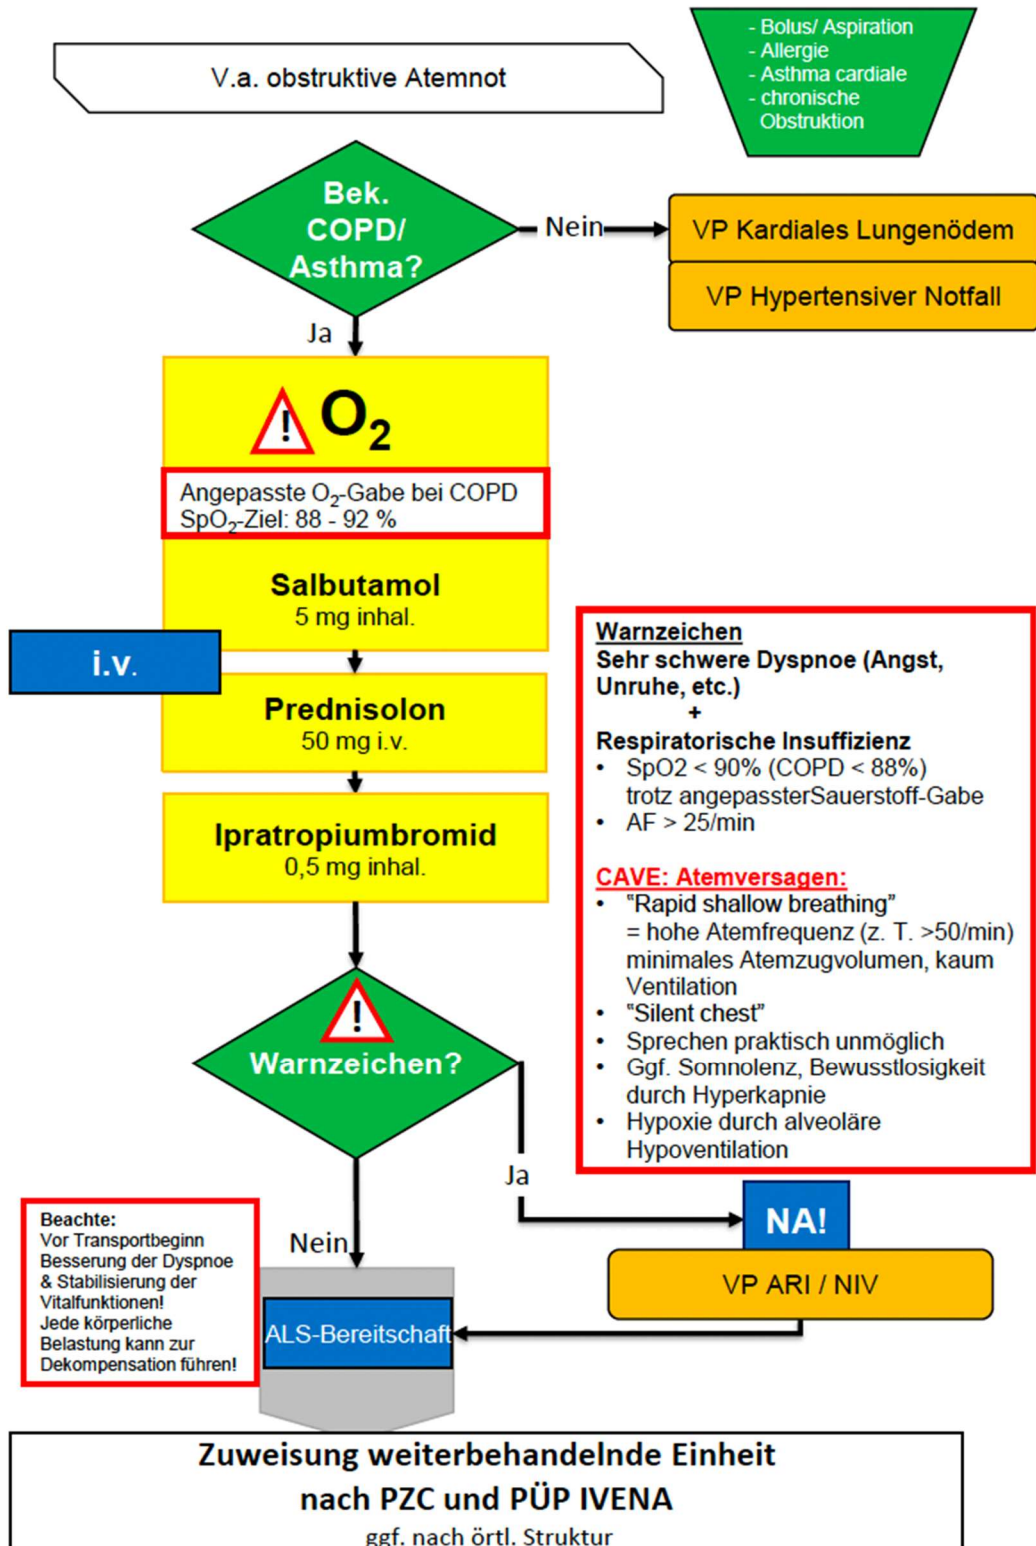 V.a. obstruktive Atemnot
- Bolus/ Aspiration
- Allergie
- Asthma cardiale
- chronische
Obstruktion
Bek.
COPD/
Asthma?
Nein
VP Kardiales Lungenödem
VP Hypertensiver Notfall
Ja
! O₂
Angepasste O₂-Gabe bei COPD
SpO₂-Ziel: 88 - 92 %
Salbutamol
5 mg inhal.
i.v.
Prednisolon
50 mg i.v.
Ipratropiumbromid
0,5 mg inhal.
Warnzeichen
Sehr schwere Dyspnoe (Angst,
Unruhe, etc.)
+
Respiratorische Insuffizienz
• SpO2 < 90% (COPD < 88%)
trotz angepassterSauerstoff-Gabe
• AF > 25/min
CAVE: Atemversagen:
• "Rapid shallow breathing"
= hohe Atemfrequenz (z. T. >50/min)
minimales Atemzugvolumen, kaum
Ventilation
• "Silent chest"
• Sprechen praktisch unmöglich
• Ggf. Somnolenz, Bewusstlosigkeit
durch Hyperkapnie
• Hypoxie durch alveoläre
Hypoventilation
!
Warnzeichen?
Ja
NA!
VP ARI / NIV
Nein
Beachte:
Vor Transportbeginn
Besserung der Dyspnoe
& Stabilisierung der
Vitalfunktionen!
Jede körperliche
Belastung kann zur
Dekompensation führen!
ALS-Bereitschaft
Zuweisung weiterbehandelnde Einheit
nach PZC und PÜP IVENA
ggf. nach örtl. Struktur